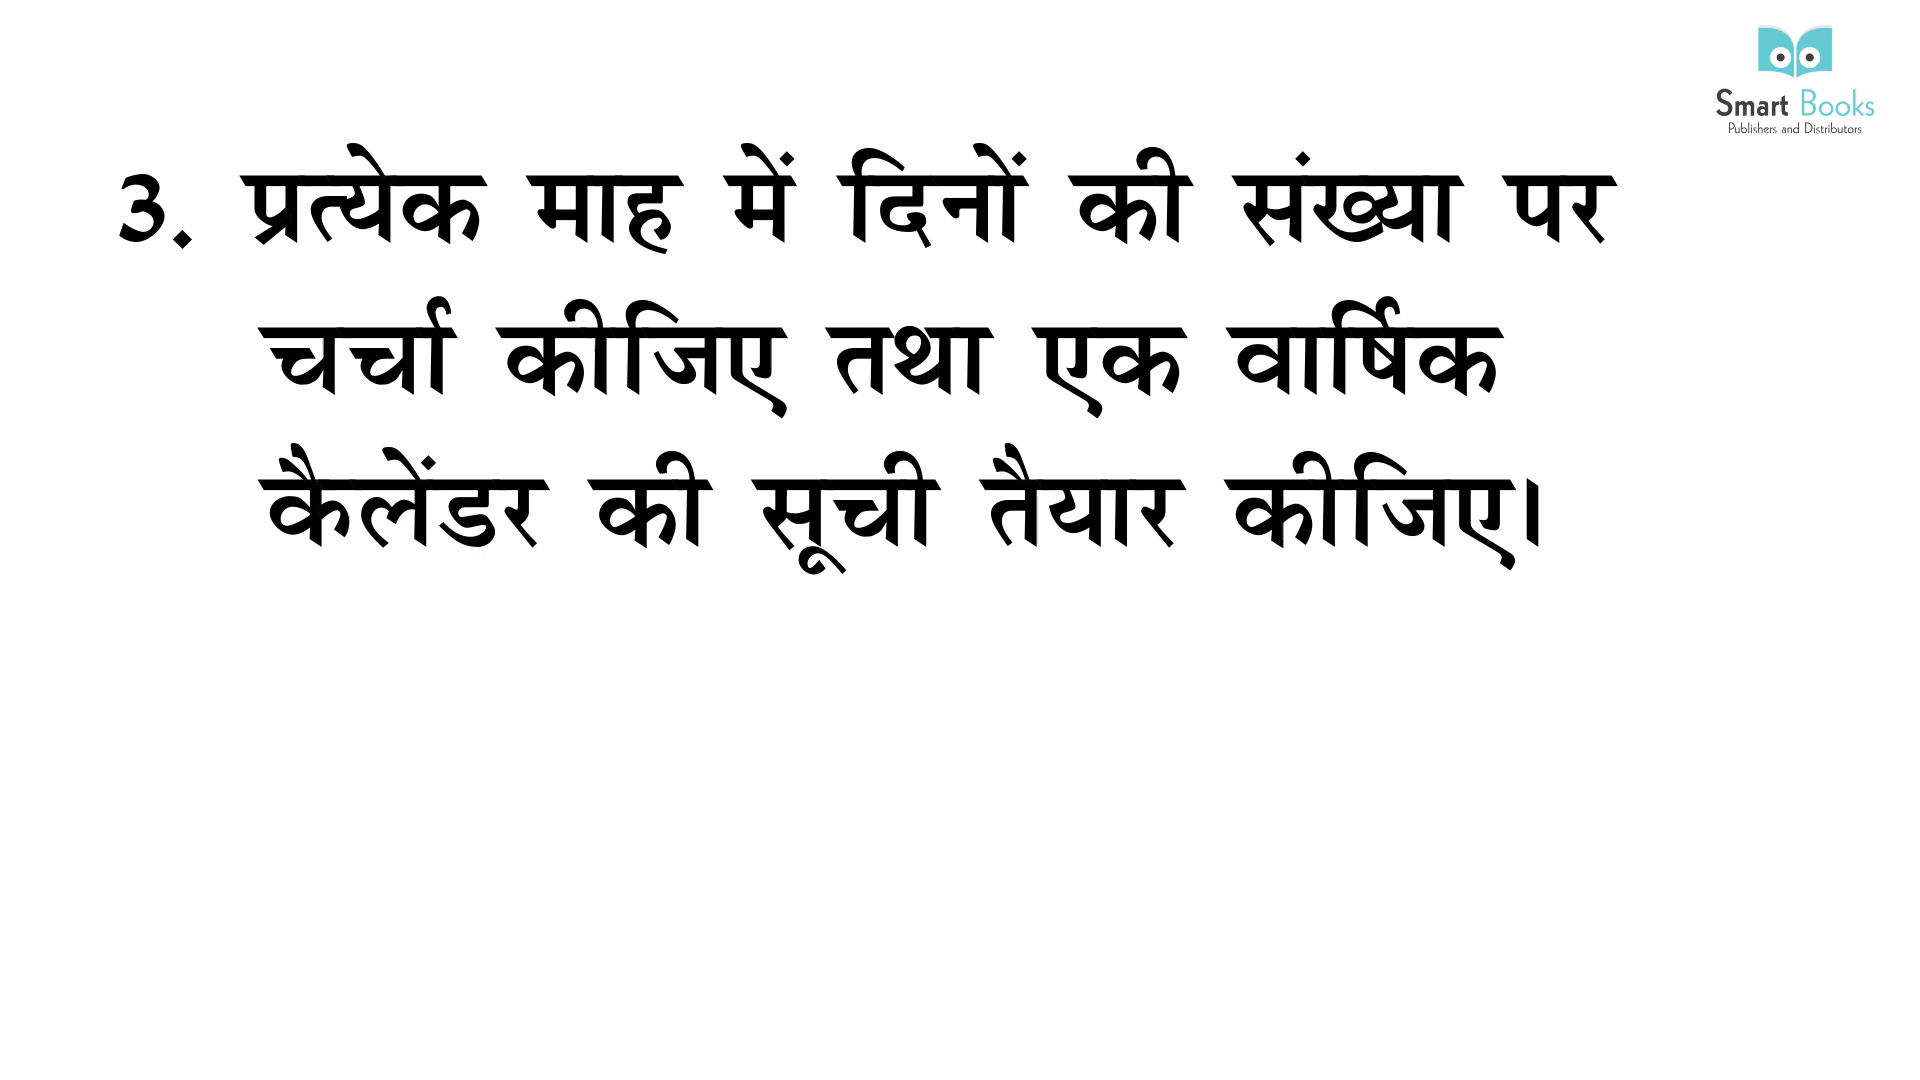 Smart Books
Publishers and Distributors
3. प्रत्येक माह में दिनों की संख्या पर
चर्चा कीजिए तथा एक वार्षिक
कैलेंडर की सूची तैयार कीजिए।